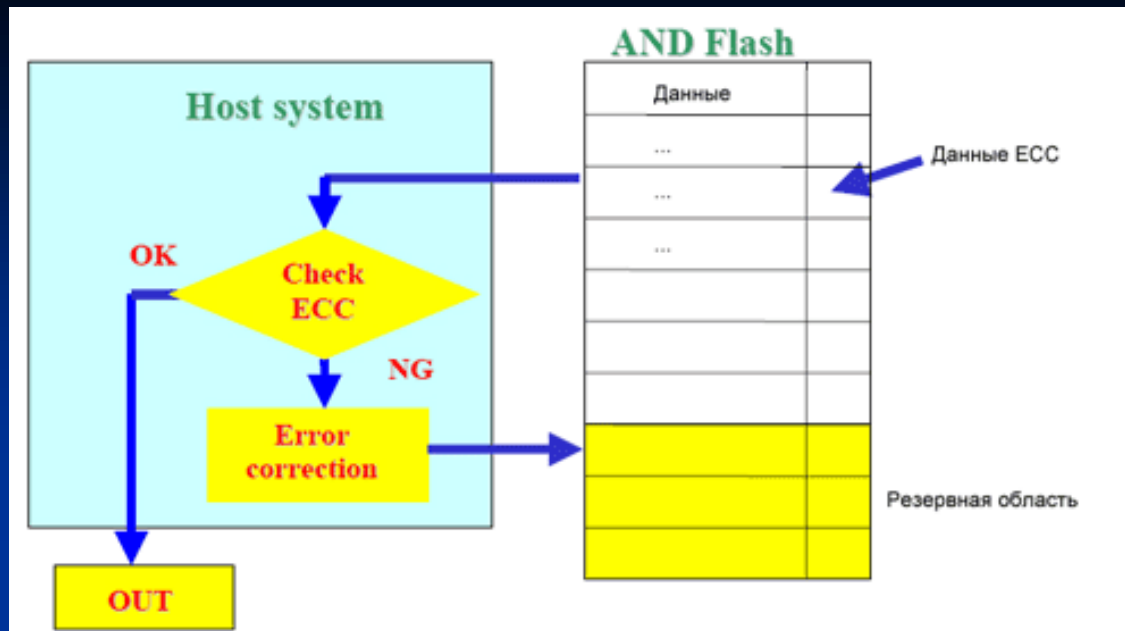 AND Flash
Host system
Данные
...
Данные ECC
...
...
OK
Check
ECC
NG
Error
correction
Резервная область
OUT